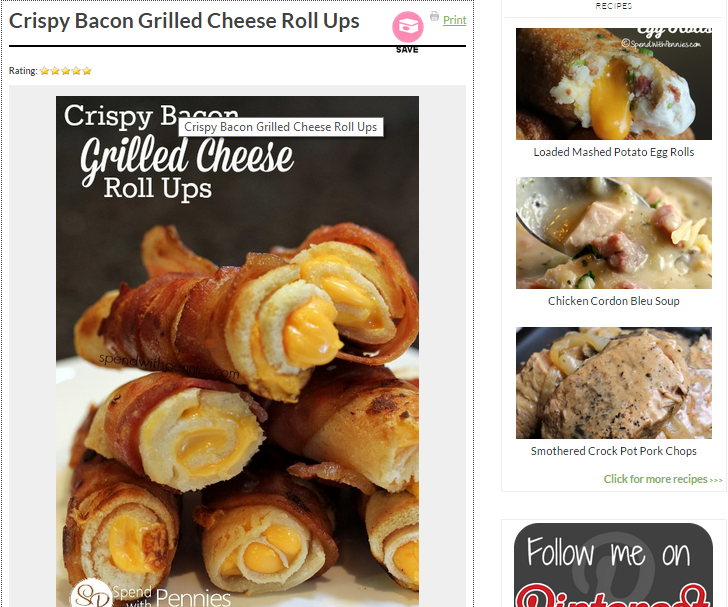 Crispy Bacon Grilled Cheese Roll Ups
SAVE
Print
Rating:
Crispy Bacon
Crispy Bacon Grilled Cheese Roll Ups
Grilled Cheese
Roll Ups
spendwithpennies.com
SP Spend
with Pennies
RECIPES
Egg Rolls
©SpendWithPennies.com
Loaded Mashed Potato Egg Rolls
Chicken Cordon Bleu Soup
Smothered Crock Pot Pork Chops
Click for more recipes >>>
Follow me on
Pinterest